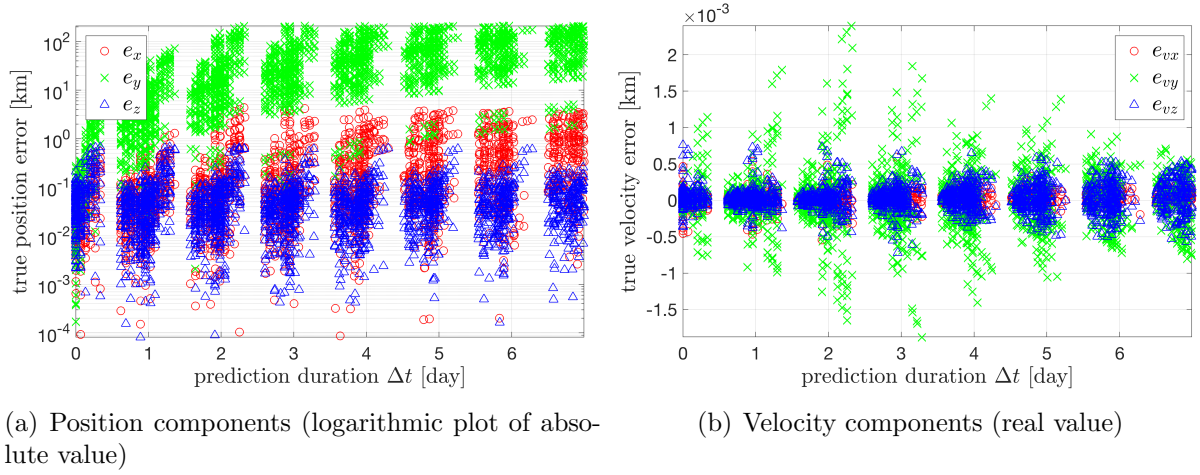 10^2
10^1
10^0
10^-1
10^-2
10^-3
10^-4
true position error [km]
e_x
e_y
e_z
0 1 2 3 4 5 6
prediction duration Δt [day]
(a) Position components (logarithmic plot of abso-
lute value)
×10^-3
2
1.5
1
0.5
0
-0.5
-1
-1.5
true velocity error [km]
e_vx
e_vy
e_vz
0 1 2 3 4 5 6
prediction duration Δt [day]
(b) Velocity components (real value)